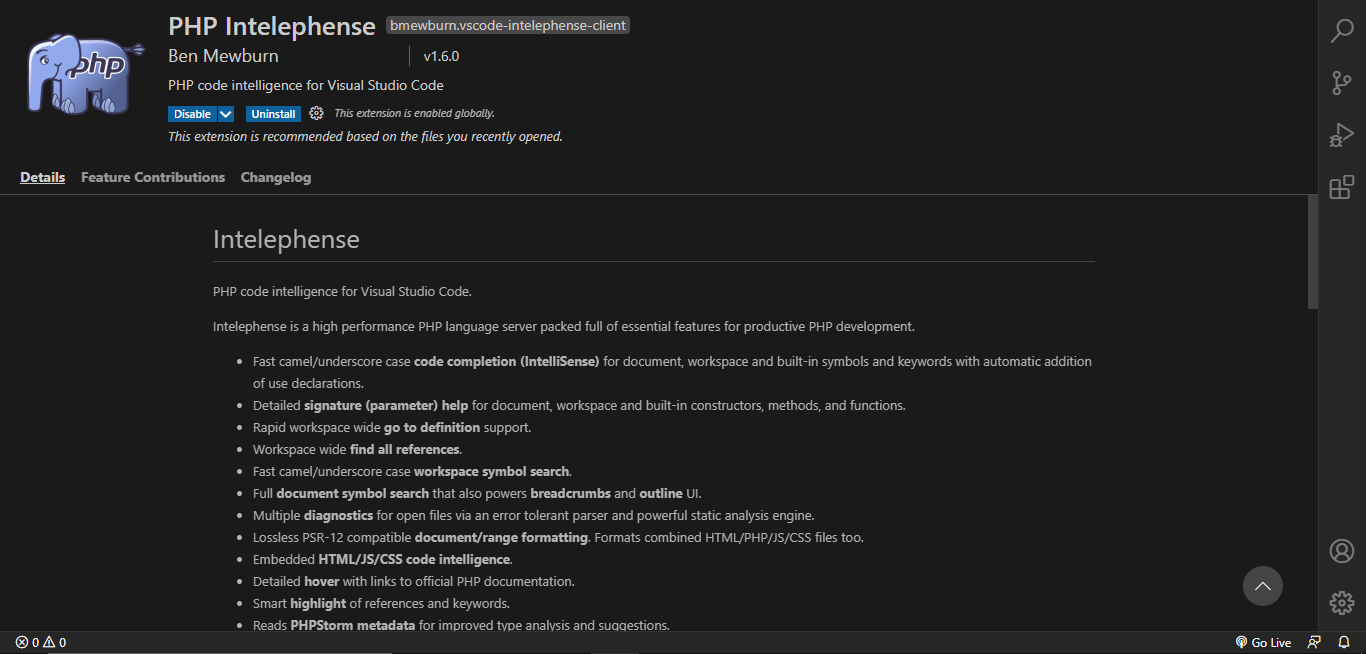 php
PHP Intelephense bmewburn.vscode-intelephense-client
Ben Mewburn v1.6.0
PHP code intelligence for Visual Studio Code
Disable Uninstall This extension is enabled globally.
This extension is recommended based on the files you recently opened.
Details Feature Contributions Changelog
Intelephense
PHP code intelligence for Visual Studio Code.
Intelephense is a high performance PHP language server packed full of essential features for productive PHP development.
• Fast camel/underscore case code completion (IntelliSense) for document, workspace and built-in symbols and keywords with automatic addition
of use declarations.
• Detailed signature (parameter) help for document, workspace and built-in constructors, methods, and functions.
• Rapid workspace wide go to definition support.
• Workspace wide find all references.
• Fast camel/underscore case workspace symbol search.
• Full document symbol search that also powers breadcrumbs and outline UI.
• Multiple diagnostics for open files via an error tolerant parser and powerful static analysis engine.
• Lossless PSR-12 compatible document/range formatting. Formats combined HTML/PHP/JS/CSS files too.
• Embedded HTML/JS/CSS code intelligence.
• Detailed hover with links to official PHP documentation.
• Smart highlight of references and keywords.
• Reads PHPStorm metadata for improved type analysis and suggestions.
0 0 Go Live